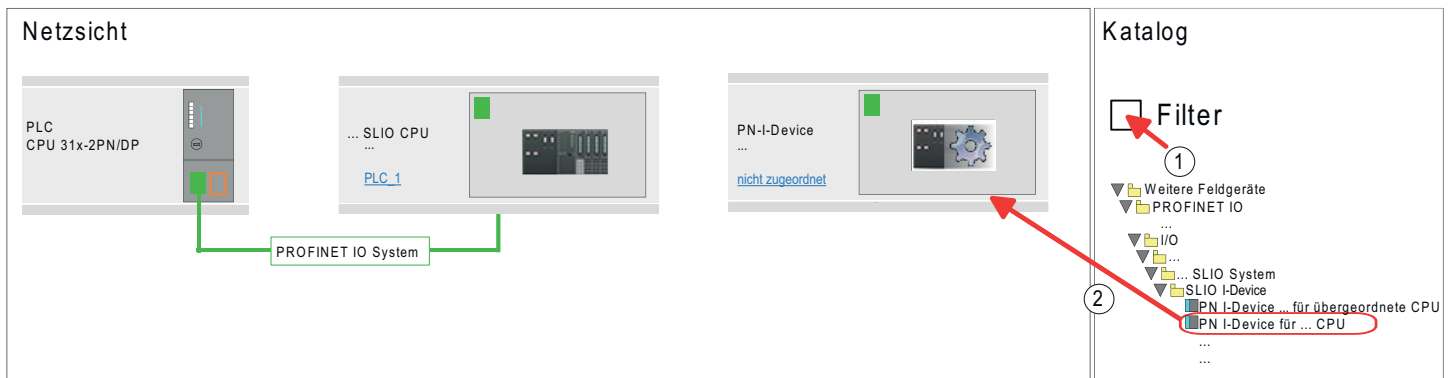 Netzsicht
PLC
CPU 31x-2PN/DP
... SLIO CPU
...
PLC_1
PN-I-Device
...
nicht zugeordnet
PROFINET IO System
Katalog
Filter
1
Weitere Feldgeräte
PROFINET IO
...
I/O
...
... SLIO System
SLIO I-Device
PN I-Device ... für übergeordnete CPU
PN I-Device für ... CPU
...
...
2